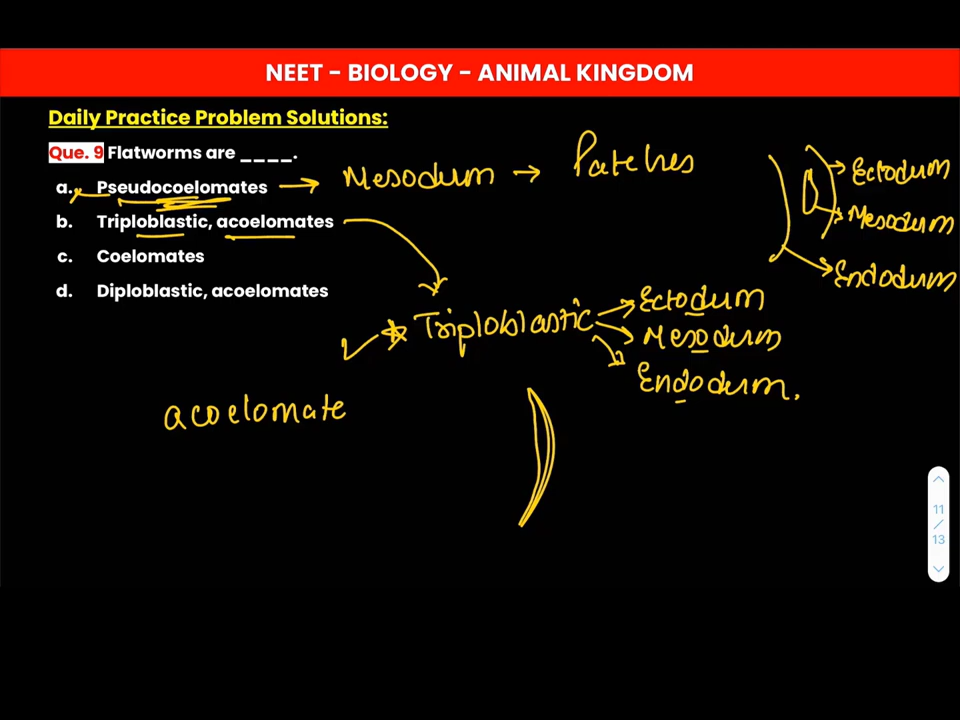 NEET - BIOLOGY - ANIMAL KINGDOM
Daily Practice Problem Solutions:
Que. 9 Flatworms are ____.
a. Pseudocoelomates → Mesodum → Patches
b. Triploblastic, acoelomates
c. Coelomates
d. Diploblastic, acoelomates
Ectodum
Mesodum
Endodum
Triploblastic
Ectodum
Mesodum
Endodum.
acoelomate
11
/
13